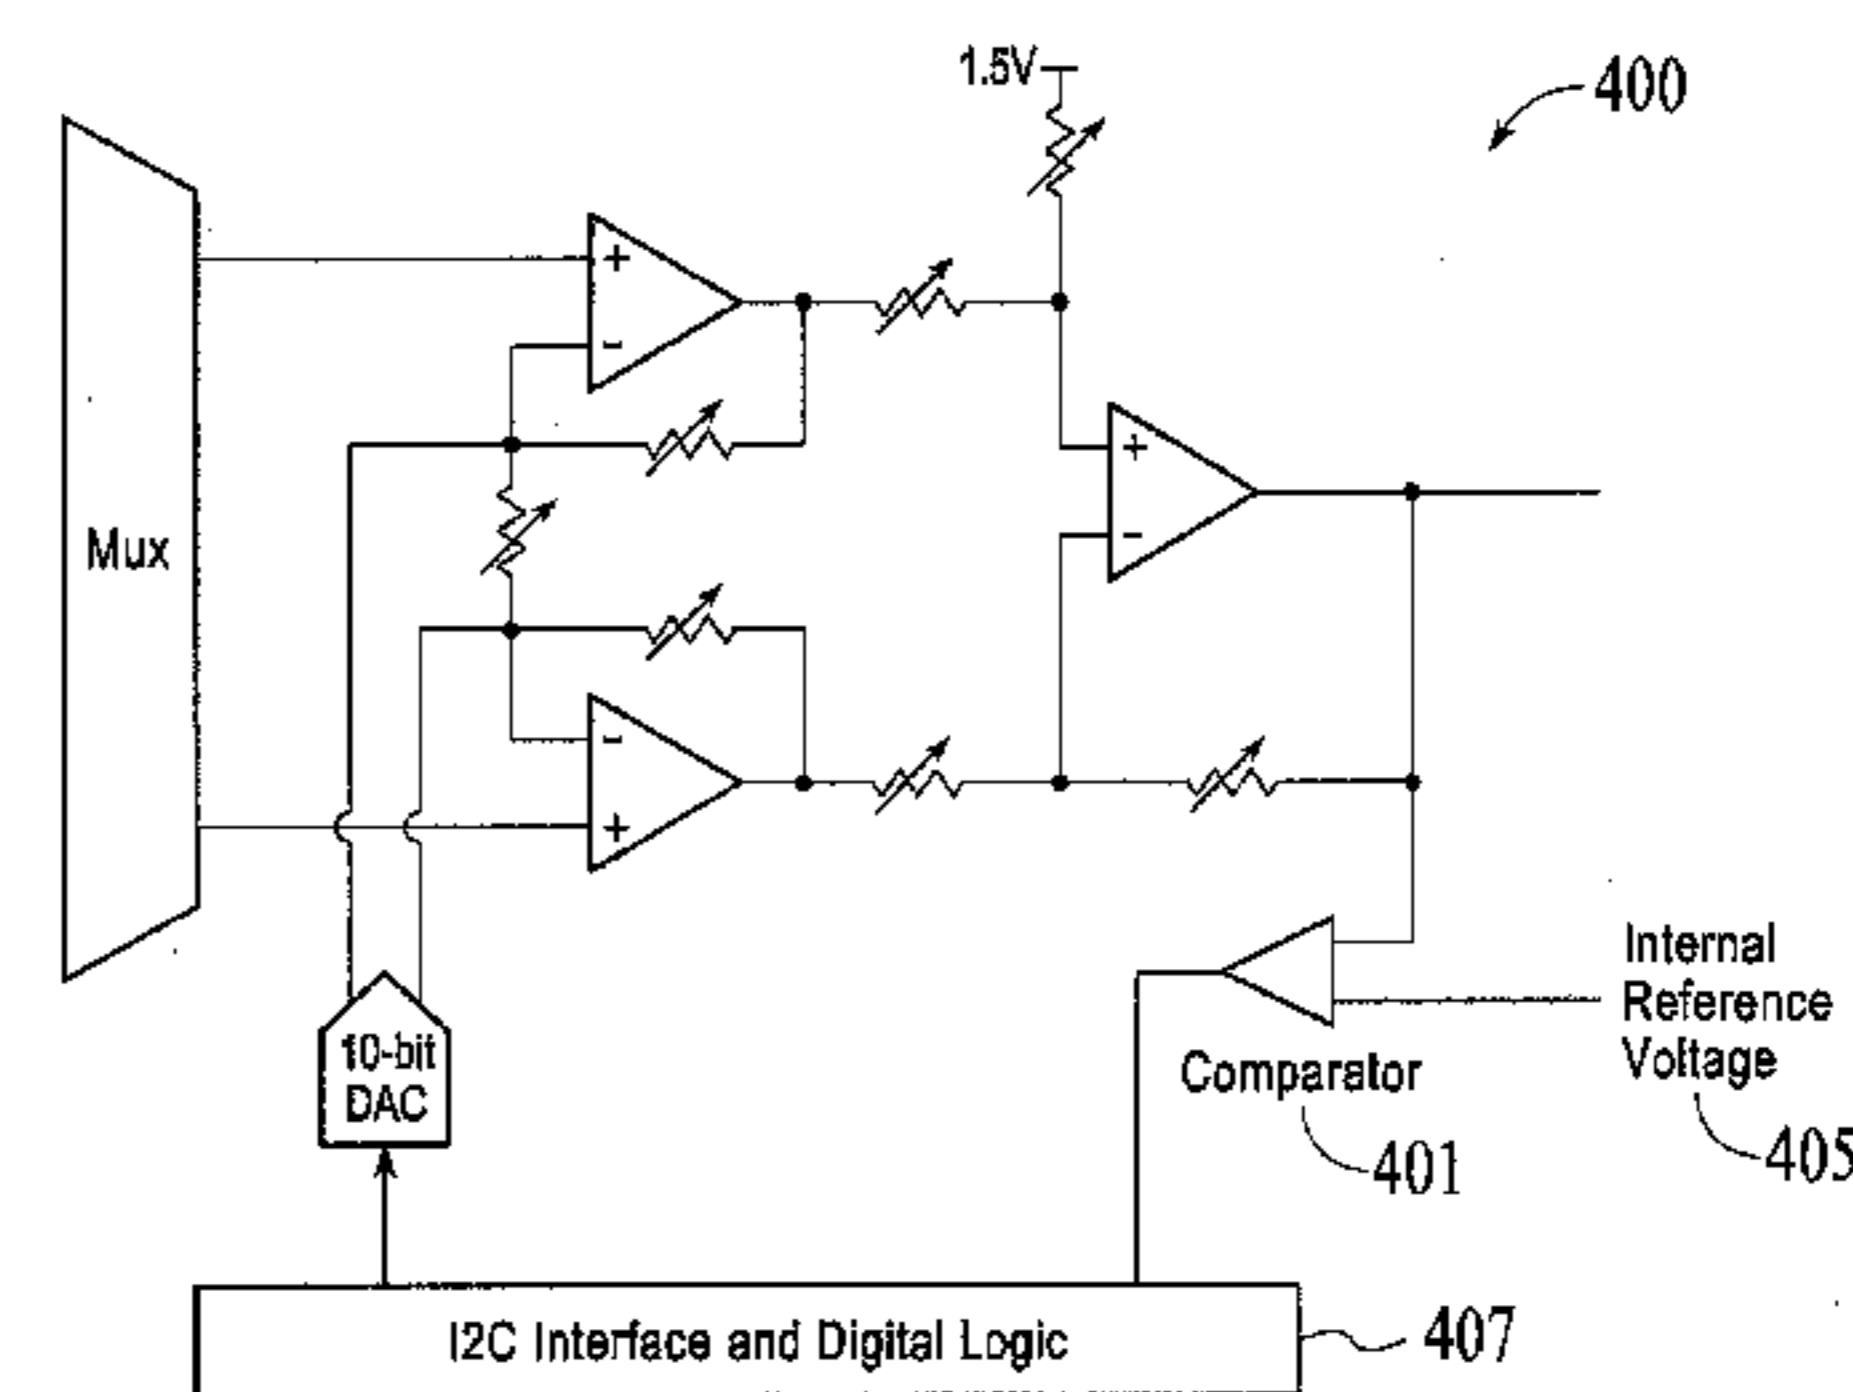 1.5V
400
+
-
Mux
+
-
-
+
Internal
Reference
Voltage
405
10-bit
DAC
Comparator
401
I2C Interface and Digital Logic
407